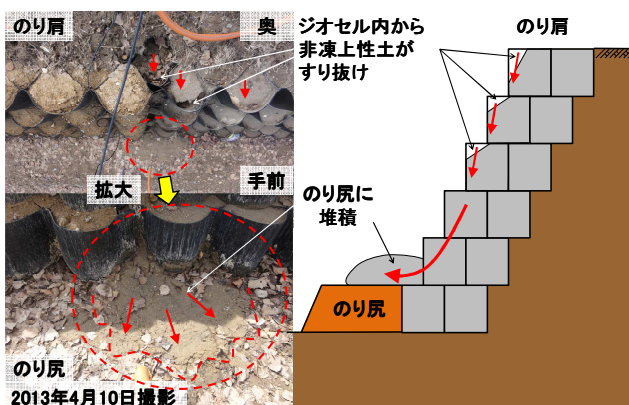 のり肩
奥
ジオセル内から
非凍上性土が
すり抜け
のり肩
拡大
手前
のり尻に
堆積
のり尻
のり尻
2013年4月10日撮影